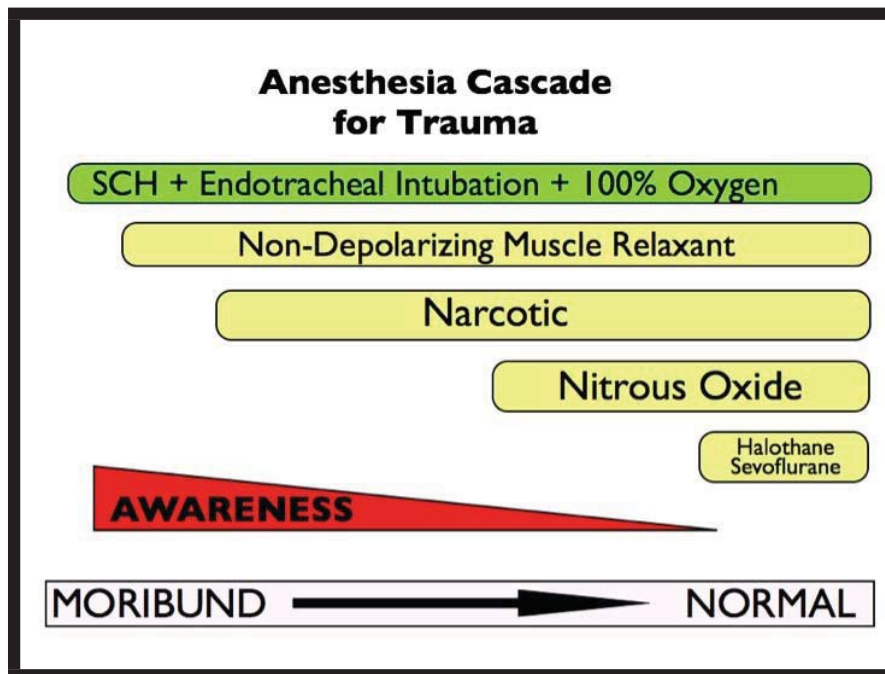 Anesthesia Cascade
for Trauma
SCH + Endotracheal Intubation + 100% Oxygen
Non-Depolarizing Muscle Relaxant
Narcotic
Nitrous Oxide
Halothane
Sevoflurane
AWARENESS
MORIBUND NORMAL